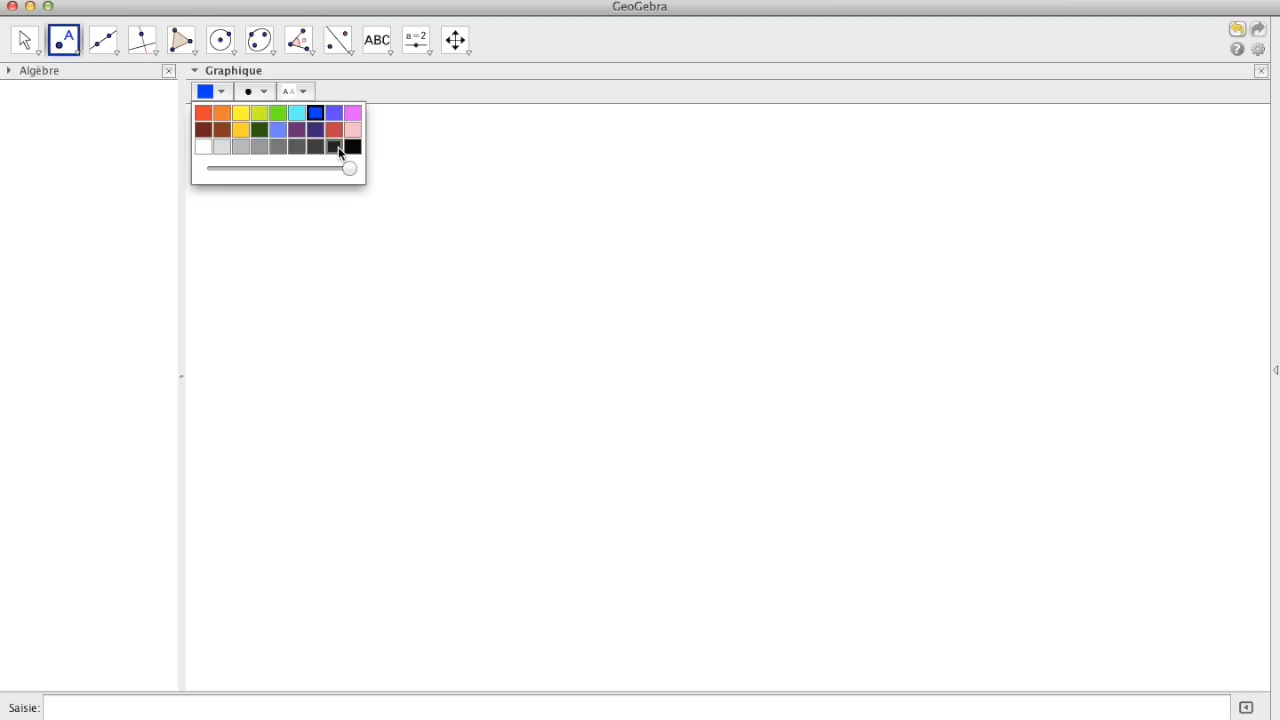 GeoGebra
A
α
ABC
a=2
Algèbre
Graphique
A A
Saisie: